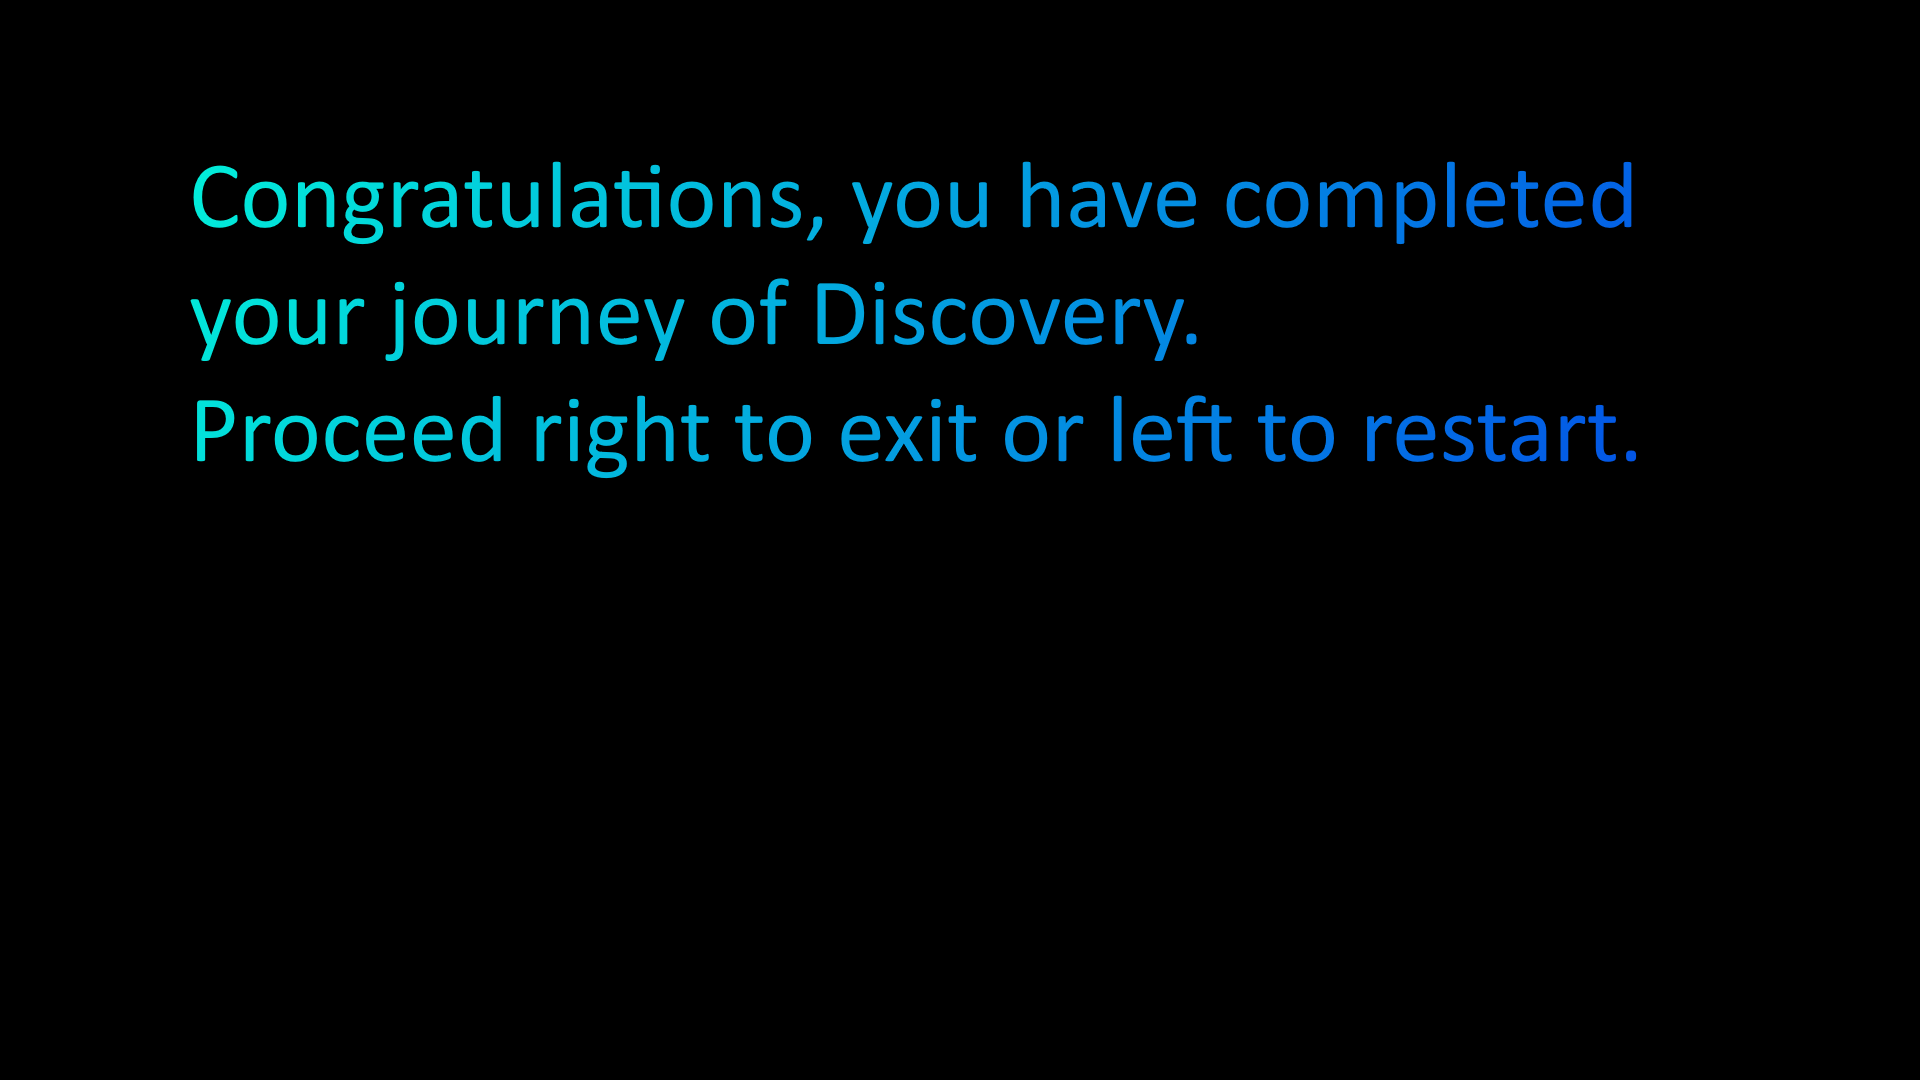 Congratulations, you have completed
your journey of Discovery.
Proceed right to exit or left to restart.